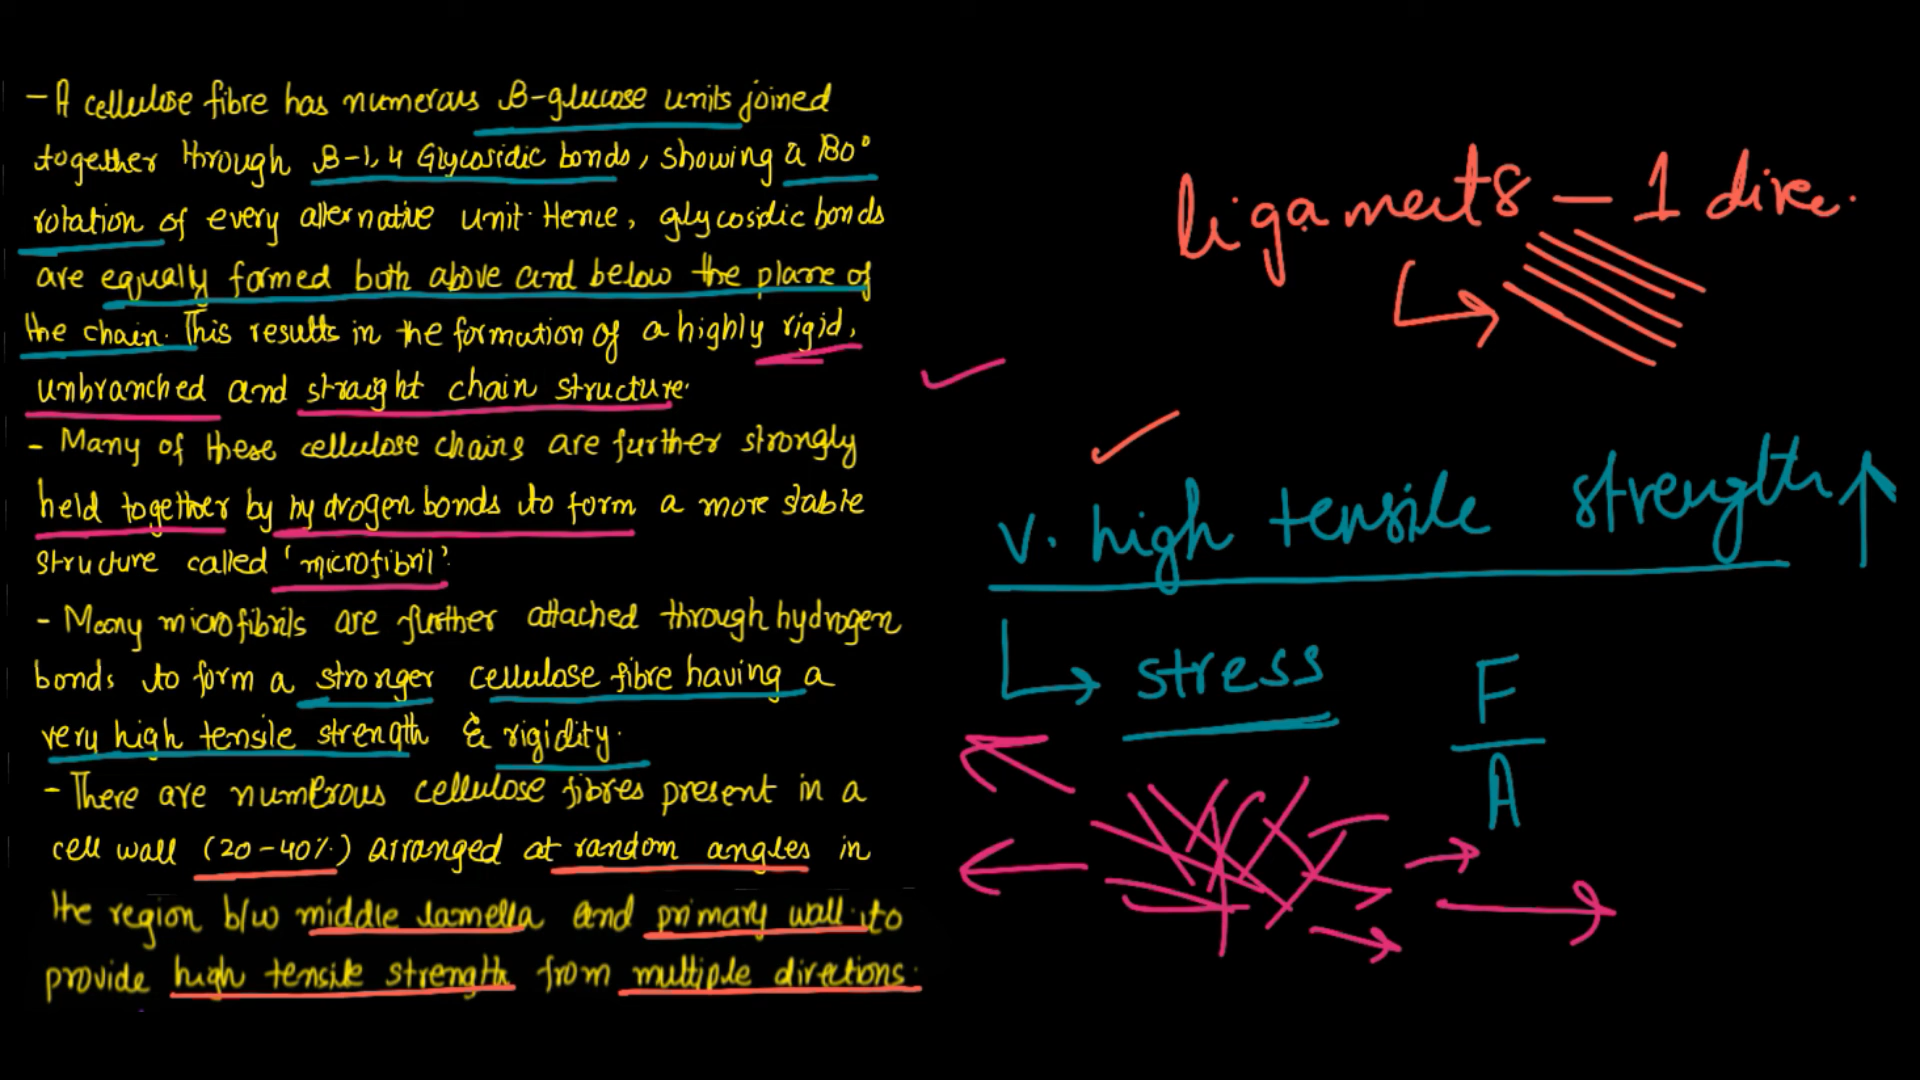 - A cellulose fibre has numerous B-glucose units joined
together through B-1,4 Glycosidic bonds, showing a 180°
rotation of every alternative unit. Hence, glycosidic bonds
are equally formed both above and below the plane of
the chain. This results in the formation of a highly rigid,
unbranched and straight chain structure.
- Many of these cellulose chains are further strongly
held together by hydrogen bonds to form a more stable
structure called 'microfibril'.
- Many microfibrils are further attached through hydrogen
bonds to form a stronger cellulose fibre having a
very high tensile strength & rigidity.
- There are numerous cellulose fibres present in a
cell wall (20-40%) arranged at random angles in
the region b/w middle lamella and primary wall to
provide high tensile strength from multiple directions.
ligaments — 1 direc.
v. high tensile strength ↑
stress
F
A